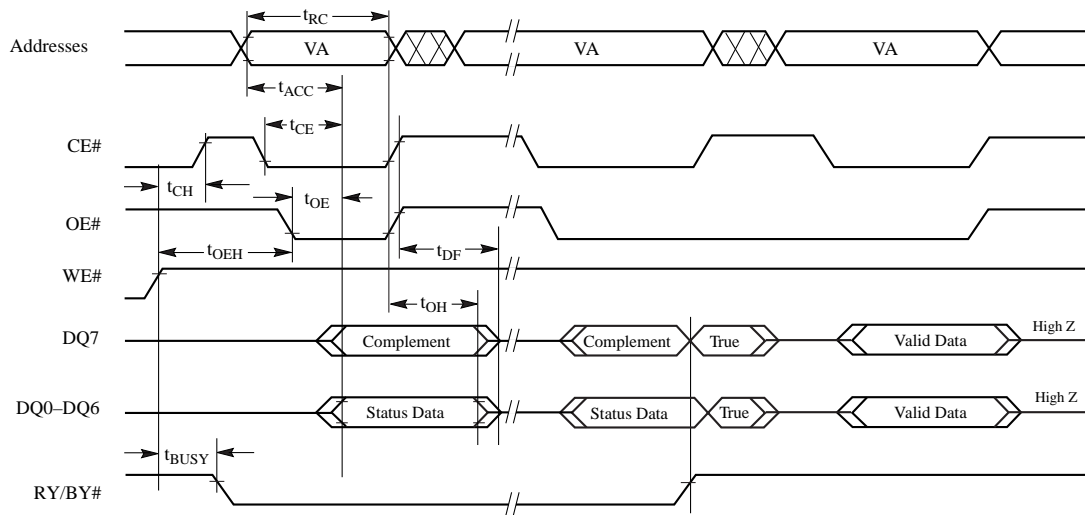 tRC
Addresses VA VA VA
tACC
tCE
CE#
tCH tOE
OE#
tOEH tDF
WE#
tOH
DQ7 Complement Complement True Valid Data High Z
DQ0–DQ6 Status Data Status Data True Valid Data High Z
tBUSY
RY/BY#